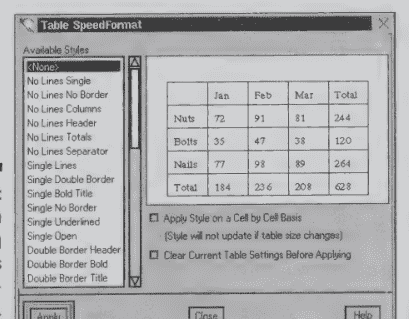 Table SpeedFormat
Available Styles
<None>
No Lines Single
No Lines No Border
No Lines Columns
No Lines Header
No Lines Totals
No Lines Separator
Single Lines
Single Double Border
Single Bold Title
Single No Border
Single Underlined
Single Open
Double Border Header
Double Border Bold
Double Border Title
Jan Feb Mar Total
Nuts 72 91 81 244
Bolts 35 47 38 120
Nails 77 98 89 264
Total 184 236 208 628
Apply Style on a Cell by Cell Basis
(Style will not update if table size changes)
Clear Current Table Settings Before Applying
Apply Close Help